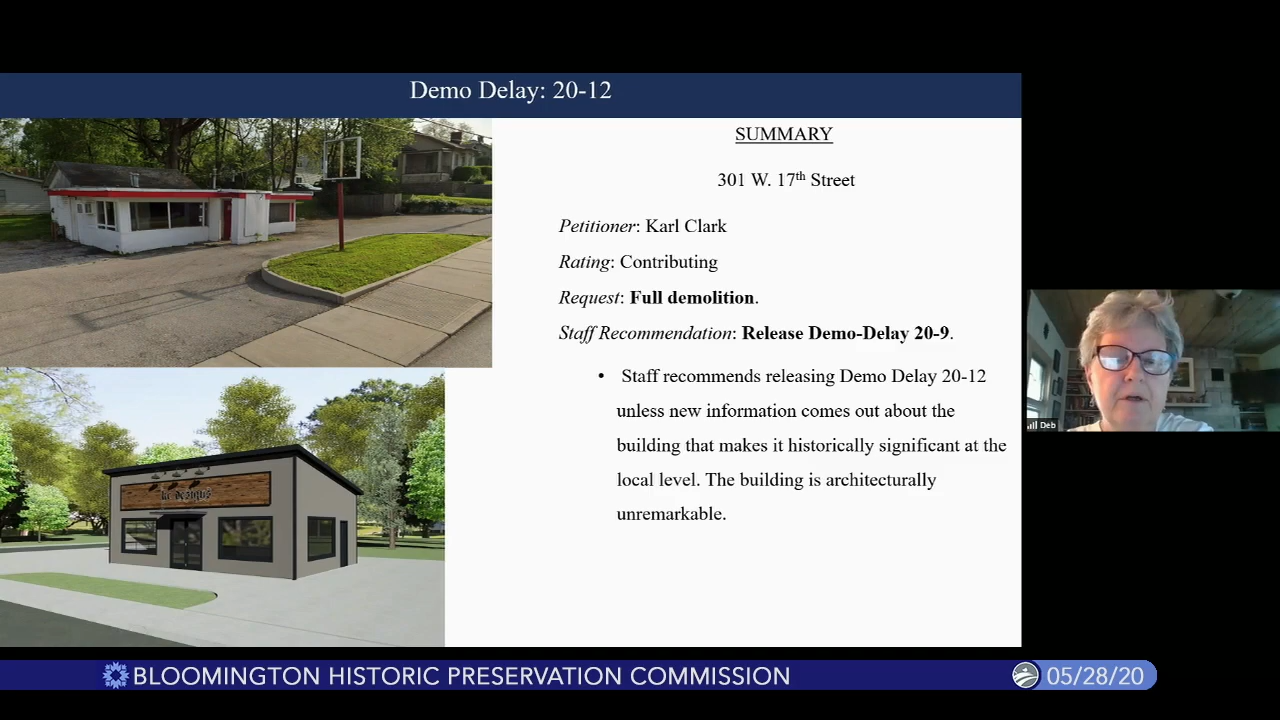 Demo Delay: 20-12
SUMMARY
301 W. 17th Street
Petitioner: Karl Clark
Rating: Contributing
Request: Full demolition.
Staff Recommendation: Release Demo-Delay 20-9.
• Staff recommends releasing Demo Delay 20-12
unless new information comes out about the
building that makes it historically significant at the
local level. The building is architecturally
unremarkable.
Deb
BLOOMINGTON HISTORIC PRESERVATION COMMISSION
05/28/20